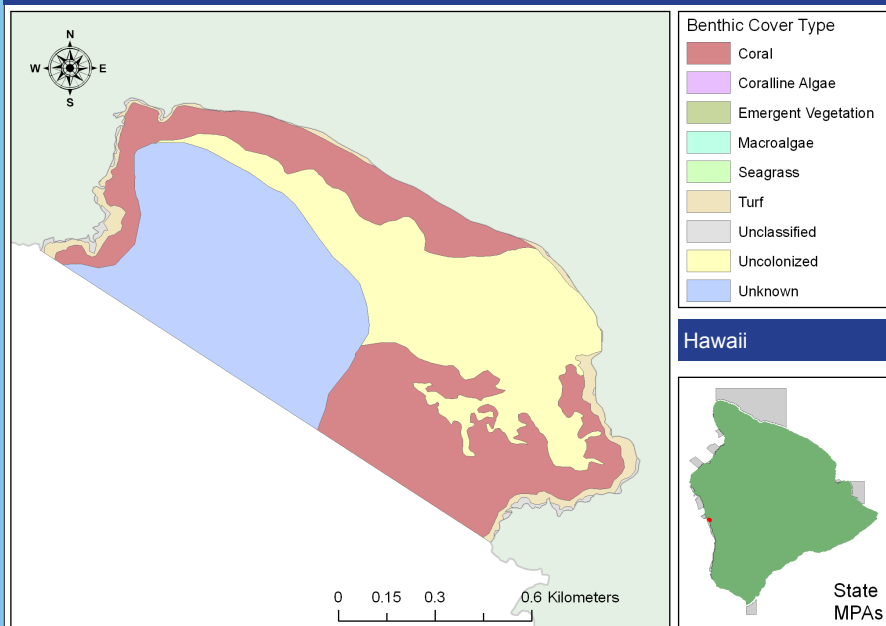 N
W E
S
0 0.15 0.3 0.6 Kilometers
Benthic Cover Type
Coral
Coralline Algae
Emergent Vegetation
Macroalgae
Seagrass
Turf
Unclassified
Uncolonized
Unknown
Hawaii
State
MPAs